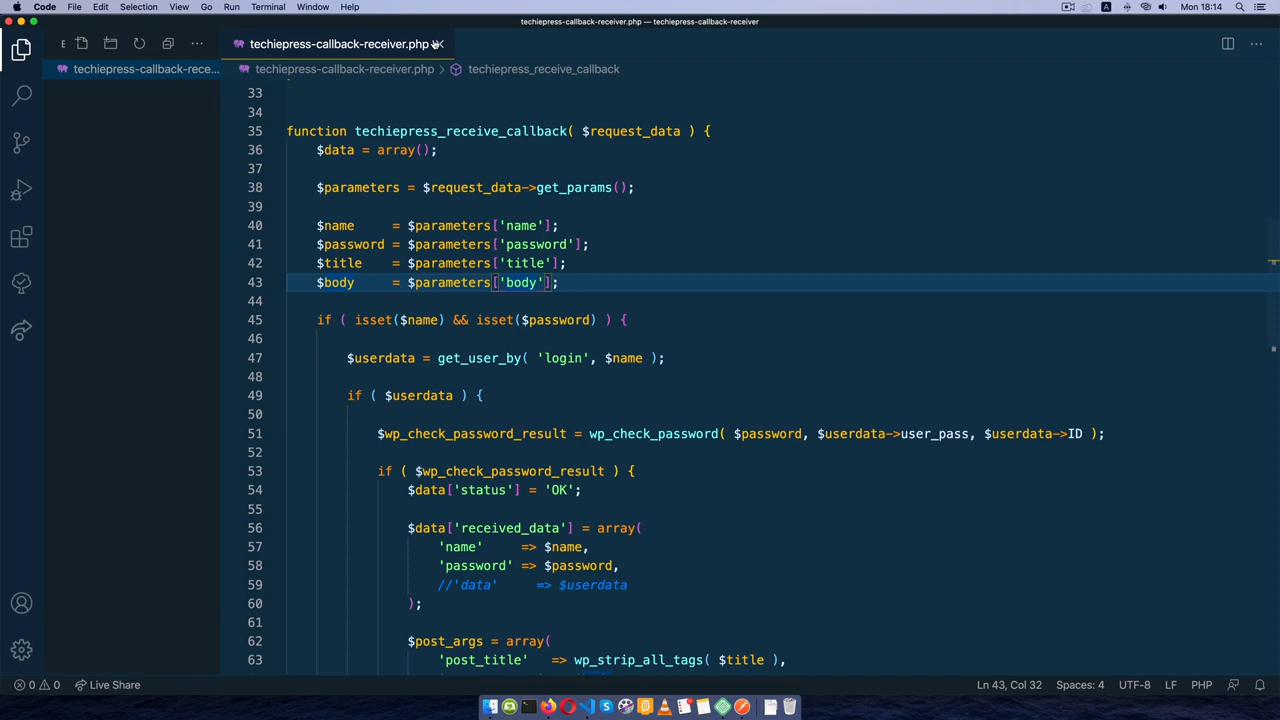 Code File Edit Selection View Go Run Terminal Window Help A Mon 18:14
techiepress-callback-receiver.php — techiepress-callback-receiver
E techiepress-callback-receiver.php
techiepress-callback-rece... techiepress-callback-receiver.php > techiepress_receive_callback
33
34
35 function techiepress_receive_callback( $request_data ) {
36 $data = array();
37
38 $parameters = $request_data->get_params();
39
40 $name = $parameters['name'];
41 $password = $parameters['password'];
42 $title = $parameters['title'];
43 $body = $parameters['body'];
44
45 if ( isset($name) && isset($password) ) {
46
47 $userdata = get_user_by( 'login', $name );
48
49 if ( $userdata ) {
50
51 $wp_check_password_result = wp_check_password( $password, $userdata->user_pass, $userdata->ID );
52
53 if ( $wp_check_password_result ) {
54 $data['status'] = 'OK';
55
56 $data['received_data'] = array(
57 'name' => $name,
58 'password' => $password,
59 //'data' => $userdata
60 );
61
62 $post_args = array(
63 'post_title' => wp_strip_all_tags( $title ),
0 0 Live Share Ln 43, Col 32 Spaces: 4 UTF-8 LF PHP